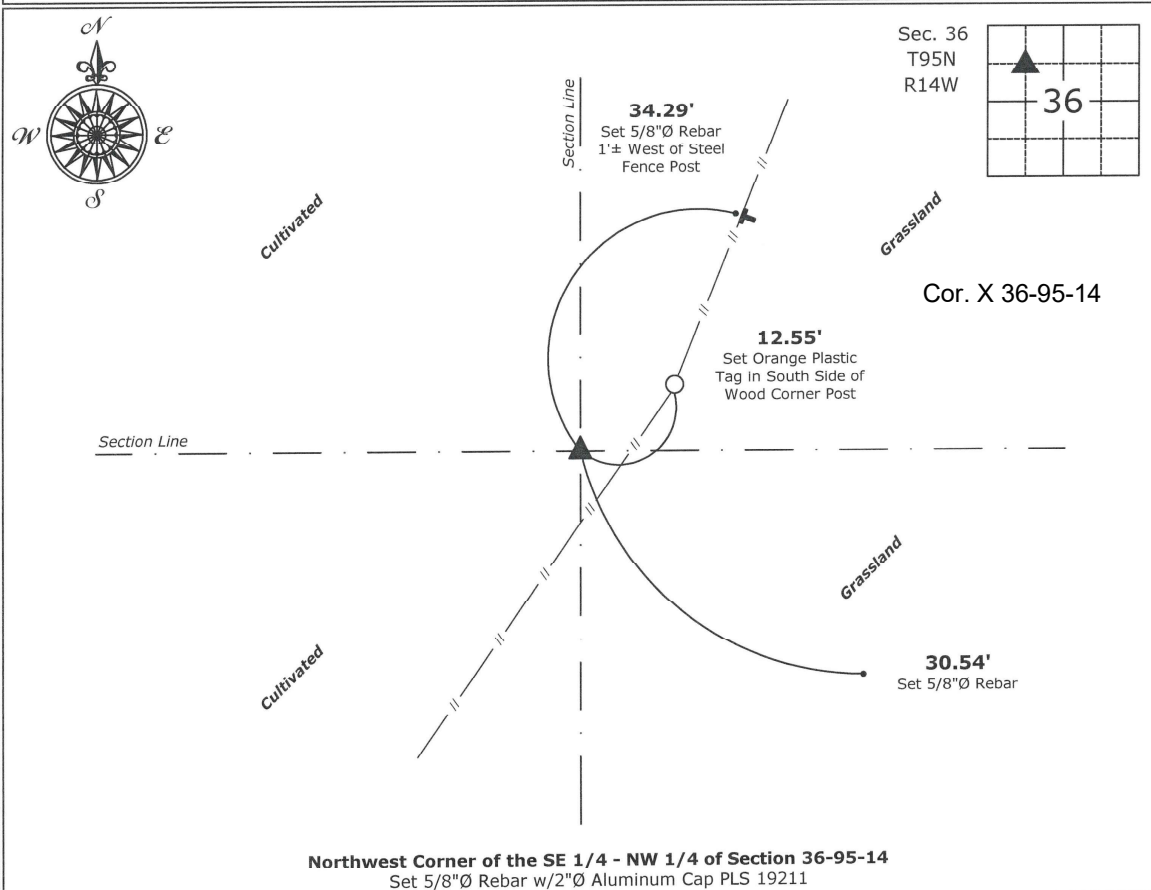 N
W
E
S
Sec. 36
T95N
R14W
36
Section Line
34.29'
Set 5/8"Ø Rebar
1'± West of Steel
Fence Post
Cultivated
Grassland
Cor. X 36-95-14
12.55'
Set Orange Plastic
Tag in South Side of
Wood Corner Post
Section Line
Grassland
Cultivated
30.54'
Set 5/8"Ø Rebar
Northwest Corner of the SE 1/4 - NW 1/4 of Section 36-95-14
Set 5/8"Ø Rebar w/2"Ø Aluminum Cap PLS 19211